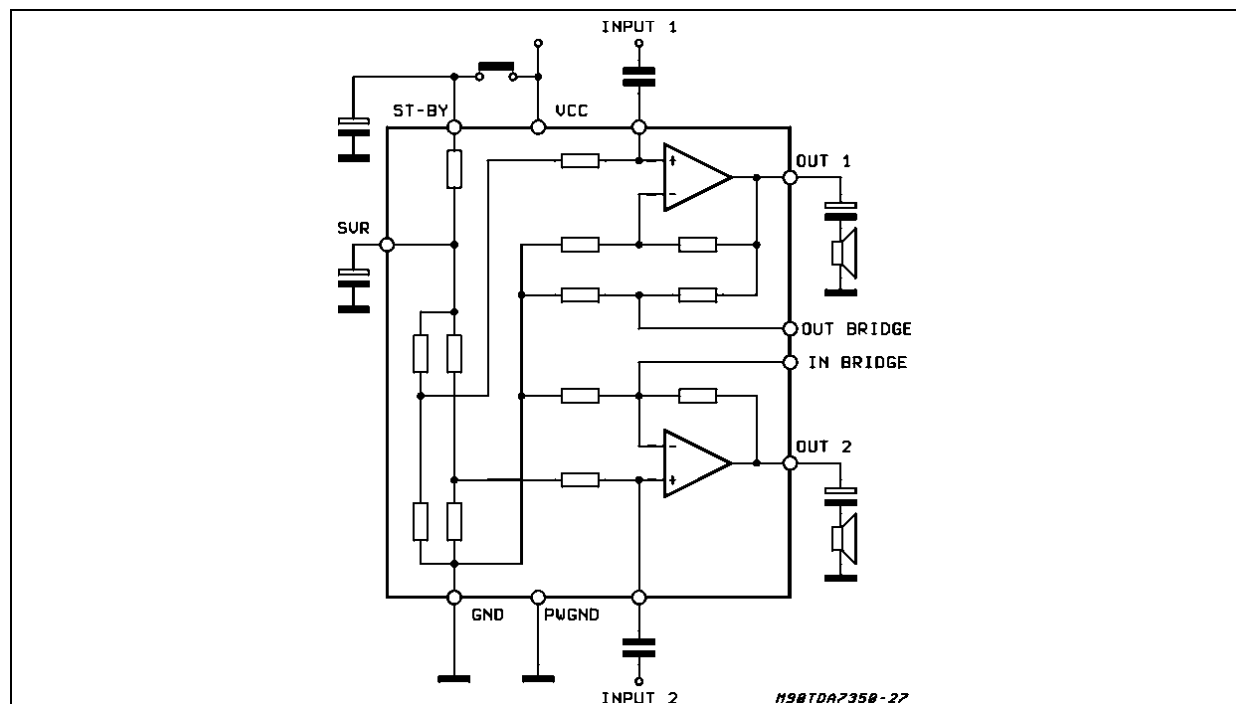 INPUT 1
ST-BY
VCC
OUT 1
SVR
OUT BRIDGE
IN BRIDGE
OUT 2
GND
PWGND
INPUT 2
M90TDA7350-27